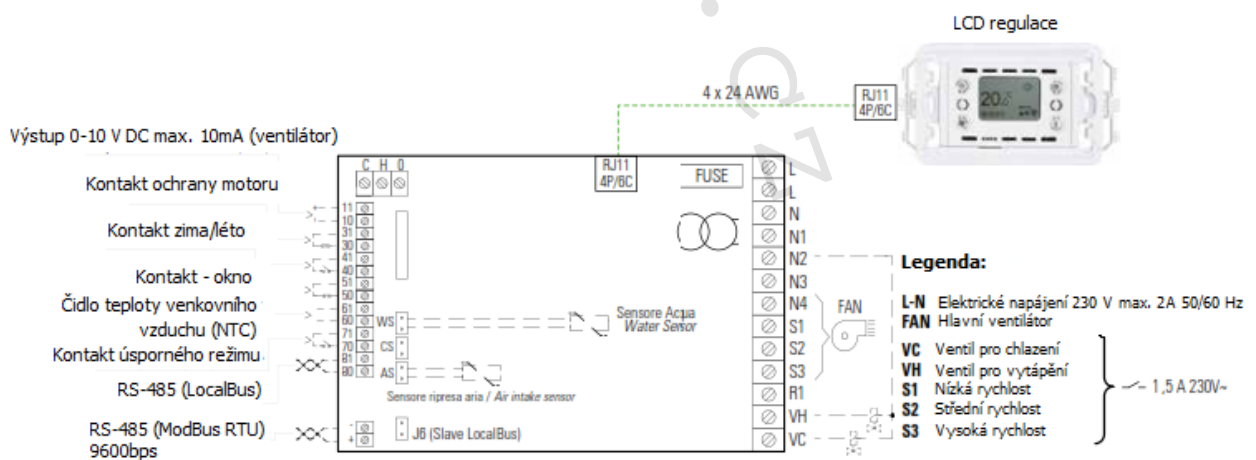 LCD regulace
4 x 24 AWG
RJ11
4P/6C
20.
Výstup 0-10 V DC max. 10mA (ventilátor)
Kontakt ochrany motoru
Kontakt zima/léto
Kontakt - okno
Čidlo teploty venkovního
vzduchu (NTC)
Kontakt úsporného režimu
RS-485 (LocalBus)
RS-485 (ModBus RTU)
9600bps
C H 0
11
10
31
30
41
40
51
50
61
60
71
70
81
80
-
+
WS
CS
AS
RJ11
4P/6C
FUSE
Sensore Acqua
Water Sensor
Sensore ripresa aria / Air intake sensor
J6 (Slave LocalBus)
L
L
N
N1
N2
N3
N4
S1
S2
S3
R1
VH
VC
FAN
Legenda:
L-N Elektrické napájení 230 V max. 2A 50/60 Hz
FAN Hlavní ventilátor
VC Ventil pro chlazení
VH Ventil pro vytápění
S1 Nízká rychlost
S2 Střední rychlost
S3 Vysoká rychlost
1,5 A 230V~